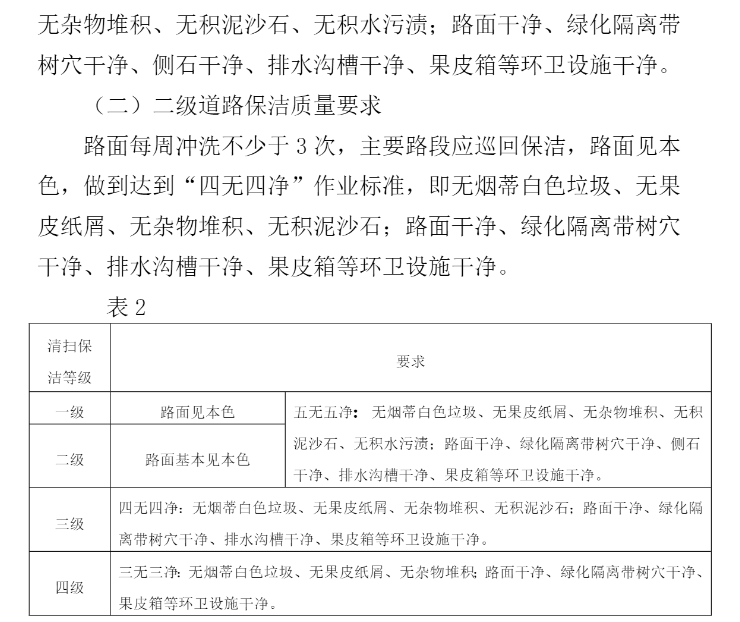 无杂物堆积、无积泥沙石、无积水污渍；路面干净、绿化隔离带
树穴干净、侧石干净、排水沟槽干净、果皮箱等环卫设施干净。
（二）二级道路保洁质量要求
路面每周冲洗不少于 3 次，主要路段应巡回保洁，路面见本
色，做到达到“四无四净”作业标准，即无烟蒂白色垃圾、无果
皮纸屑、无杂物堆积、无积泥沙石；路面干净、绿化隔离带树穴
干净、排水沟槽干净、果皮箱等环卫设施干净。
表 2
清扫保
洁等级
要求
一级
路面见本色
二级
路面基本见本色
五无五净：无烟蒂白色垃圾、无果皮纸屑、无杂物堆积、无积
泥沙石、无积水污渍；路面干净、绿化隔离带树穴干净、侧石
干净、排水沟槽干净、果皮箱等环卫设施干净。
三级
四无四净：无烟蒂白色垃圾、无果皮纸屑、无杂物堆积、无积泥沙石；路面干净、绿化隔
离带树穴干净、排水沟槽干净、果皮箱等环卫设施干净。
四级
三无三净：无烟蒂白色垃圾、无果皮纸屑、无杂物堆积；路面干净、绿化隔离带树穴干净、
果皮箱等环卫设施干净。